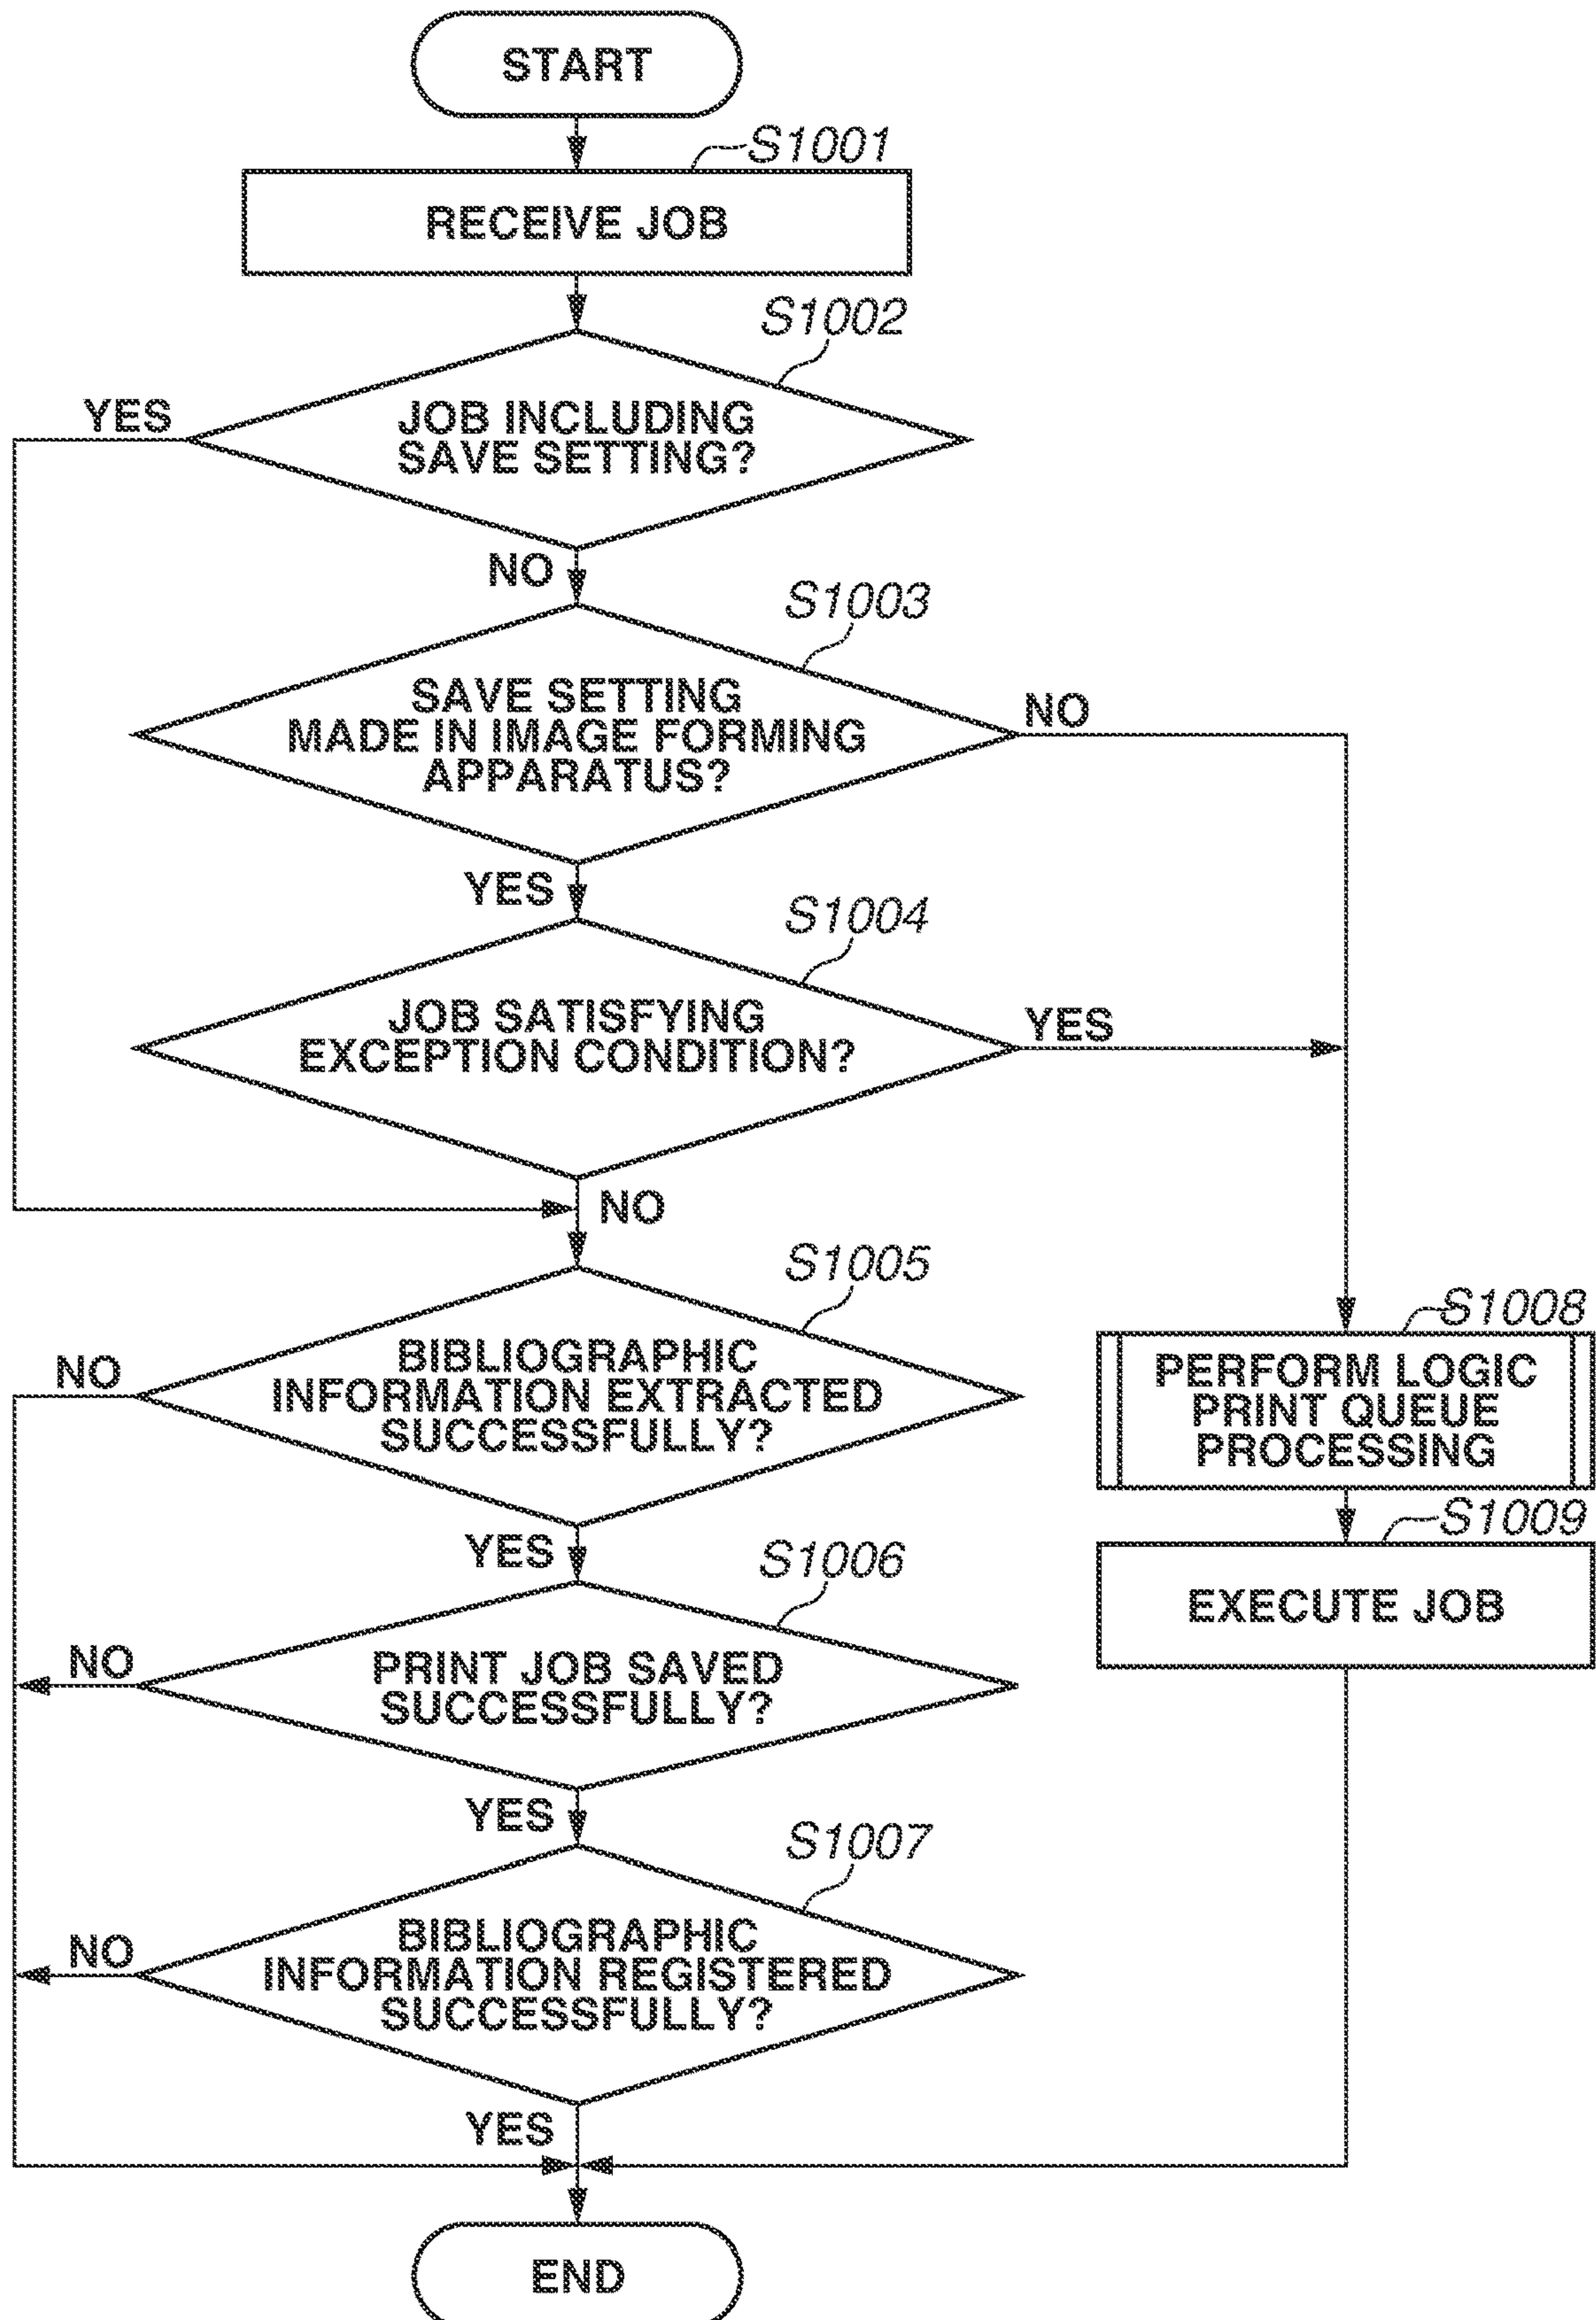 START
S1001
RECEIVE JOB
S1002
YES
JOB INCLUDING
SAVE SETTING?
NO
S1003
SAVE SETTING
MADE IN IMAGE FORMING
APPARATUS?
NO
YES
S1004
JOB SATISFYING
EXCEPTION CONDITION?
YES
NO
S1005
NO
BIBLIOGRAPHIC
INFORMATION EXTRACTED
SUCCESSFULLY?
S1008
PERFORM LOGIC
PRINT QUEUE
PROCESSING
YES
S1006
S1009
EXECUTE JOB
NO
PRINT JOB SAVED
SUCCESSFULLY?
YES
S1007
NO
BIBLIOGRAPHIC
INFORMATION REGISTERED
SUCCESSFULLY?
YES
END